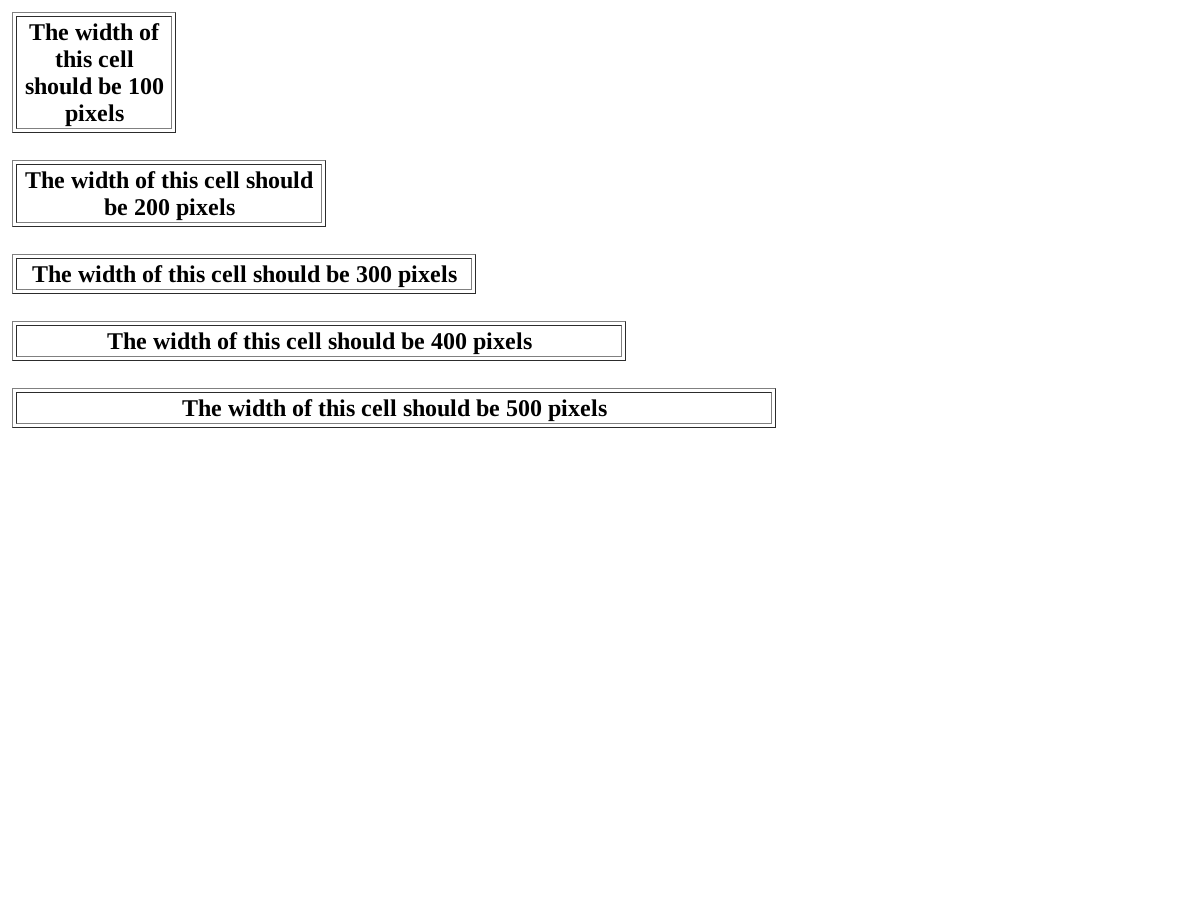 The width of
this cell
should be 100
pixels
The width of this cell should
be 200 pixels
The width of this cell should be 300 pixels
The width of this cell should be 400 pixels
The width of this cell should be 500 pixels